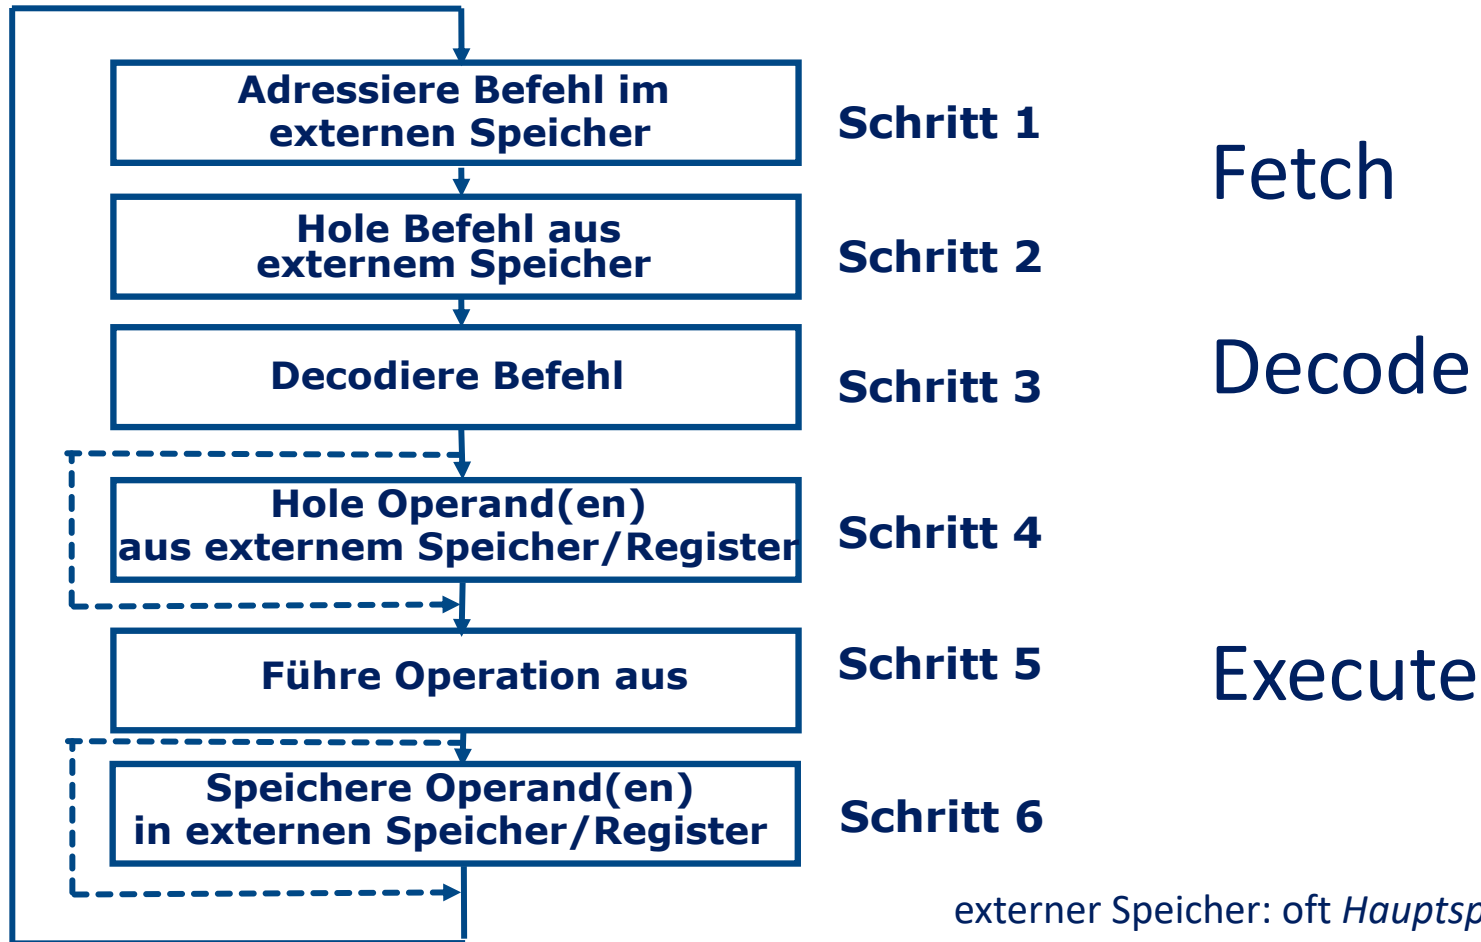 Adressiere Befehl im
externen Speicher
Schritt 1
Fetch
Hole Befehl aus
externem Speicher
Schritt 2
Decodiere Befehl
Schritt 3
Decode
Hole Operand(en)
aus externem Speicher/Register
Schritt 4
Führe Operation aus
Schritt 5
Execute
Speichere Operand(en)
in externen Speicher/Register
Schritt 6
externer Speicher: oft